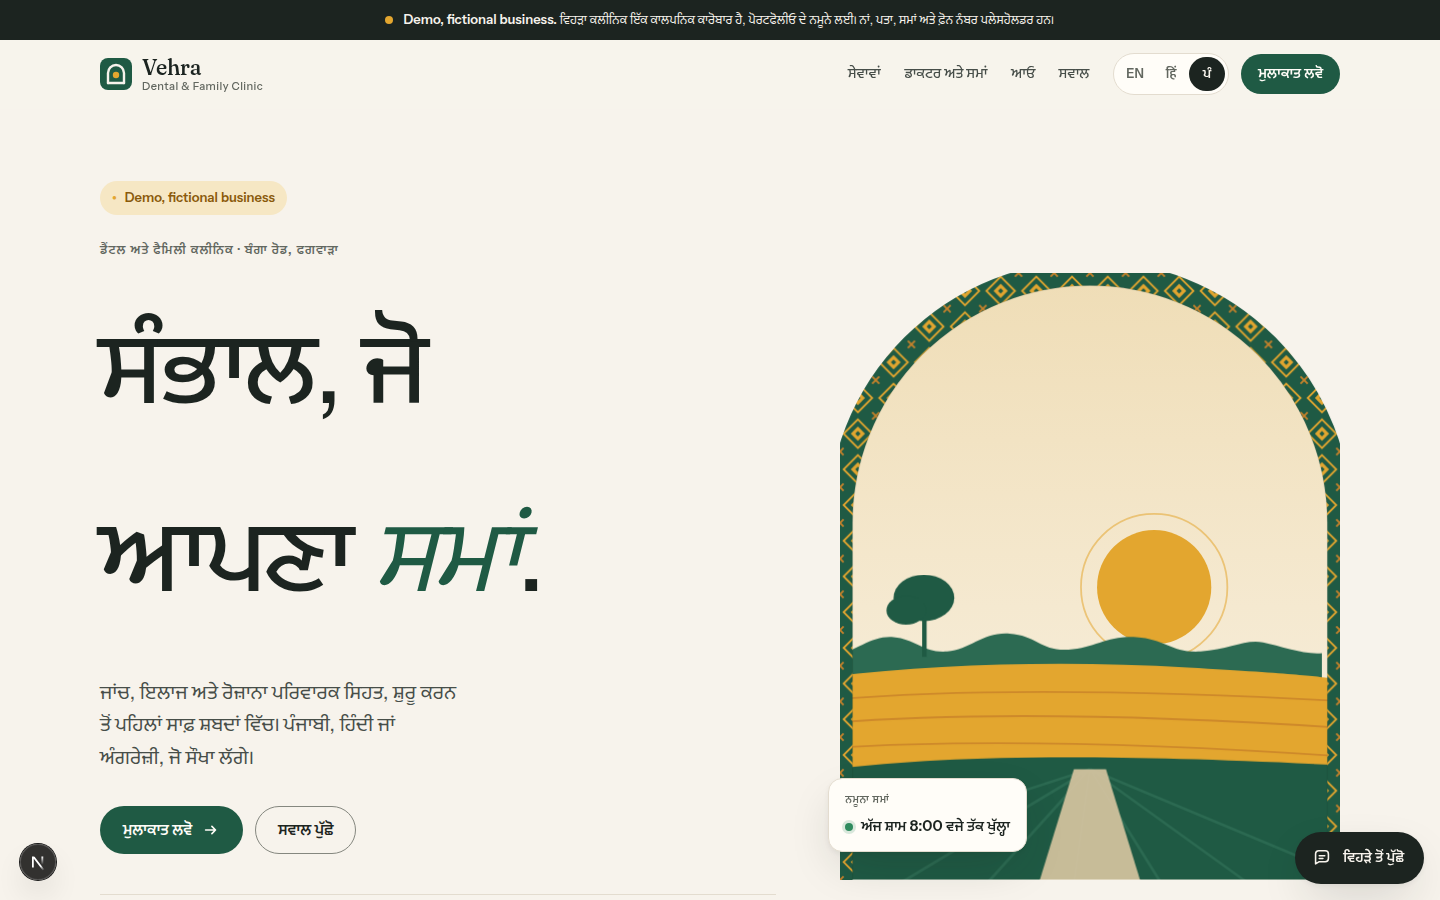 Demo, fictional business. ਵਿਹੜਾ ਕਲੀਨਿਕ ਇੱਕ ਕਾਲਪਨਿਕ ਕਾਰੋਬਾਰ ਹੈ, ਪੋਰਟਫੋਲੀਓ ਦੇ ਨਮੂਨੇ ਲਈ। ਨਾਂ, ਪਤਾ, ਸਮਾਂ ਅਤੇ ਫ਼ੋਨ ਨੰਬਰ ਪਲੇਸਹੋਲਡਰ ਹਨ।
Vehra
Dental & Family Clinic
ਸੇਵਾਵਾਂ ਡਾਕਟਰ ਅਤੇ ਸਮਾਂ ਆਓ ਸਵਾਲ EN हिं ਪੰ ਮੁਲਾਕਾਤ ਲਵੋ
Demo, fictional business
ਡੈਂਟਲ ਅਤੇ ਫੈਮਿਲੀ ਕਲੀਨਿਕ · ਬੰਗਾ ਰੋਡ, ਫਗਵਾੜਾ
ਸੰਭਾਲ, ਜੋ
ਆਪਣਾ ਸਮਾਂ.
ਜਾਂਚ, ਇਲਾਜ ਅਤੇ ਰੋਜ਼ਾਨਾ ਪਰਿਵਾਰਕ ਸਿਹਤ, ਸ਼ੁਰੂ ਕਰਨ
ਤੋਂ ਪਹਿਲਾਂ ਸਾਫ਼ ਸ਼ਬਦਾਂ ਵਿੱਚ। ਪੰਜਾਬੀ, ਹਿੰਦੀ ਜਾਂ
ਅੰਗਰੇਜ਼ੀ, ਜੋ ਸੌਖਾ ਲੱਗੇ।
ਮੁਲਾਕਾਤ ਲਵੋ → ਸਵਾਲ ਪੁੱਛੋ
ਨਮੂਨਾ ਸਮਾਂ
ਅੱਜ ਸ਼ਾਮ 8:00 ਵਜੇ ਤੱਕ ਖੁੱਲ੍ਹਾ
ਵਿਹੜੇ ਤੋਂ ਪੁੱਛੋ
N